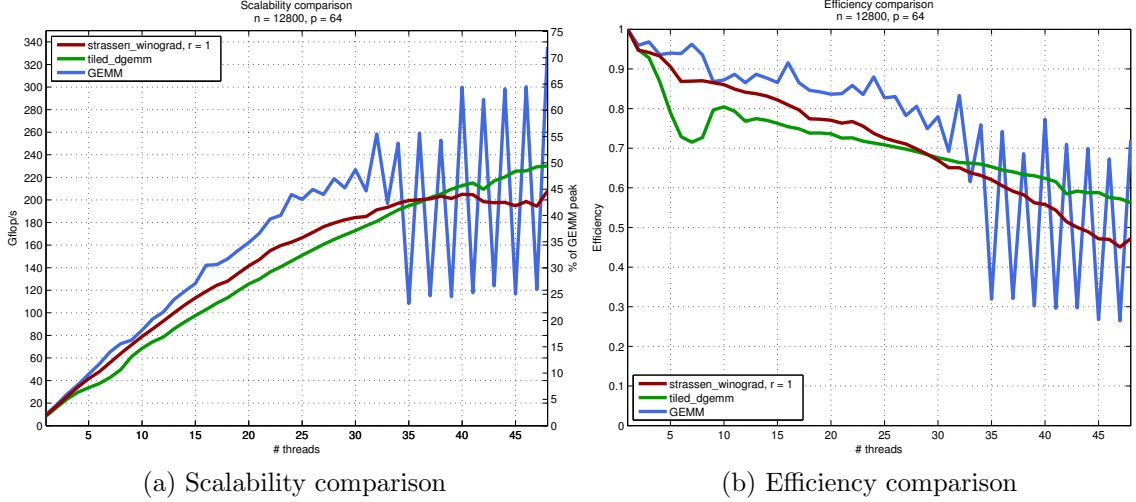 Scalability comparison
n = 12800, p = 64
strassen_winograd, r = 1
tiled_dgemm
GEMM
340
320
300
280
260
240
220
200
180
160
140
120
100
80
60
40
20
0
Gflop/s
75
70
65
60
55
50
45
40
35
30
25
20
15
10
5
0
% of GEMM peak
5 10 15 20 25 30 35 40 45
# threads
(a) Scalability comparison
Efficiency comparison
n = 12800, p = 64
1
0.9
0.8
0.7
0.6
0.5
0.4
0.3
0.2
0.1
0
Efficiency
strassen_winograd, r = 1
tiled_dgemm
GEMM
5 10 15 20 25 30 35 40 45
# threads
(b) Efficiency comparison